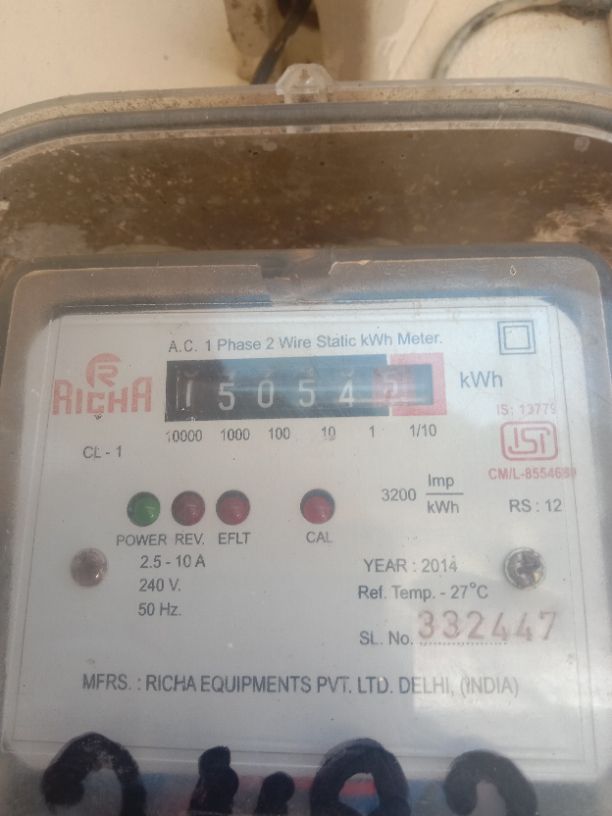 A.C. 1 Phase 2 Wire Static kWh Meter.
R
RICHA
150545 kWh
10000 1000 100 10 1 1/10
IS : 13779
ISI
CM/L-8554689
CL - 1
3200 Imp/kWh
RS : 12
POWER REV. EFLT CAL
2.5 - 10 A
240 V.
50 Hz.
YEAR : 2014
Ref. Temp. - 27°C
SL. No. 332447
MFRS. : RICHA EQUIPMENTS PVT. LTD. DELHI, (INDIA)